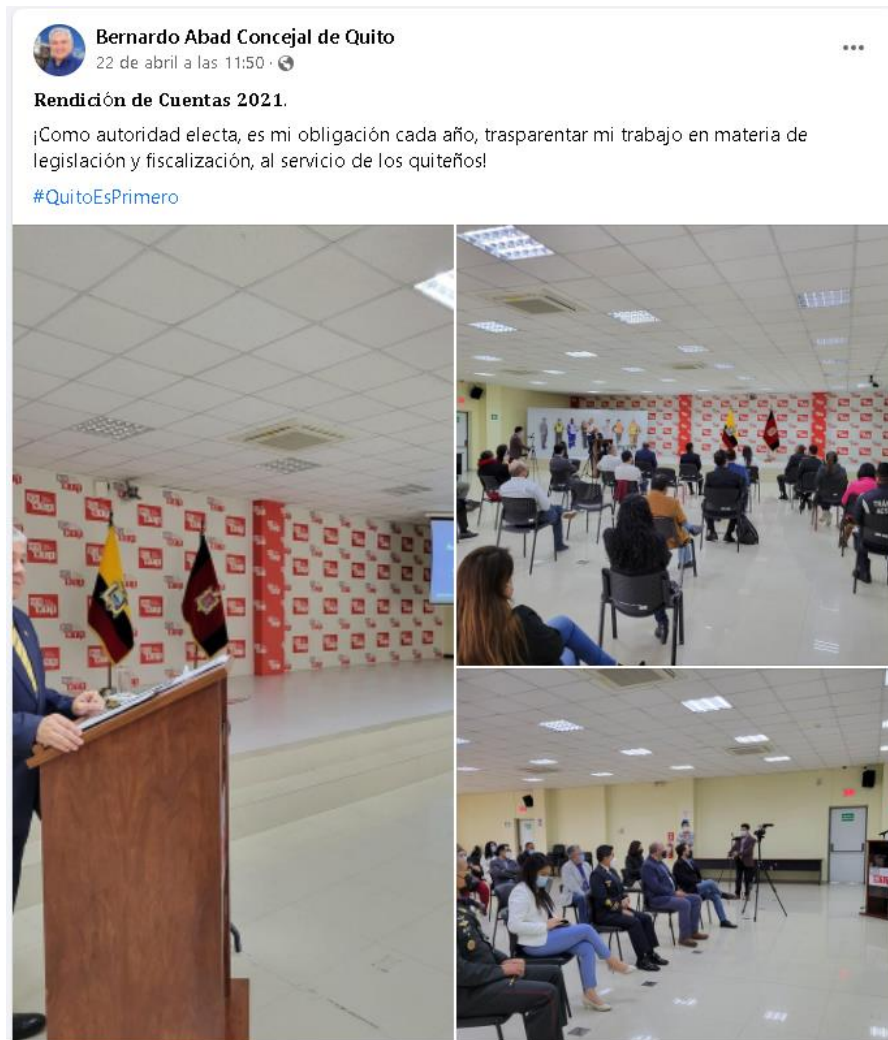 Bernardo Abad Concejal de Quito
22 de abril a las 11:50 ·
Rendición de Cuentas 2021.
¡Como autoridad electa, es mi obligación cada año, trasparentar mi trabajo en materia de
legislación y fiscalización, al servicio de los quiteños!
#QuitoEsPrimero